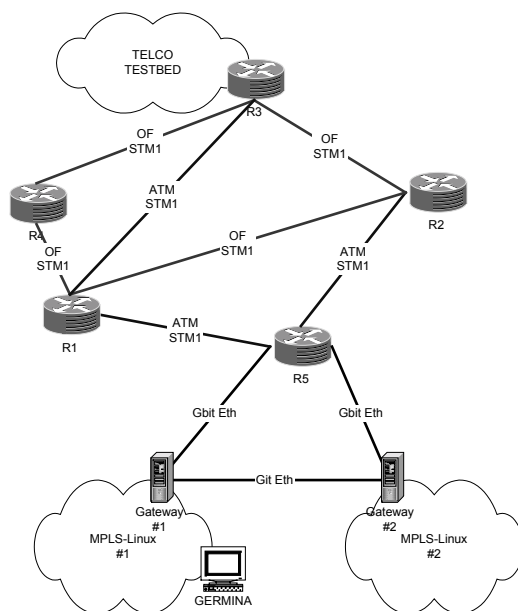 TELCO
TESTBED
R3
OF
STM1
OF
STM1
ATM
STM1
R4
R2
OF
STM1
OF
STM1
ATM
STM1
R1
ATM
STM1
R5
Gbit Eth
Gbit Eth
Git Eth
Gateway
#1
Gateway
#2
MPLS-Linux
#1
MPLS-Linux
#2
GERMINA